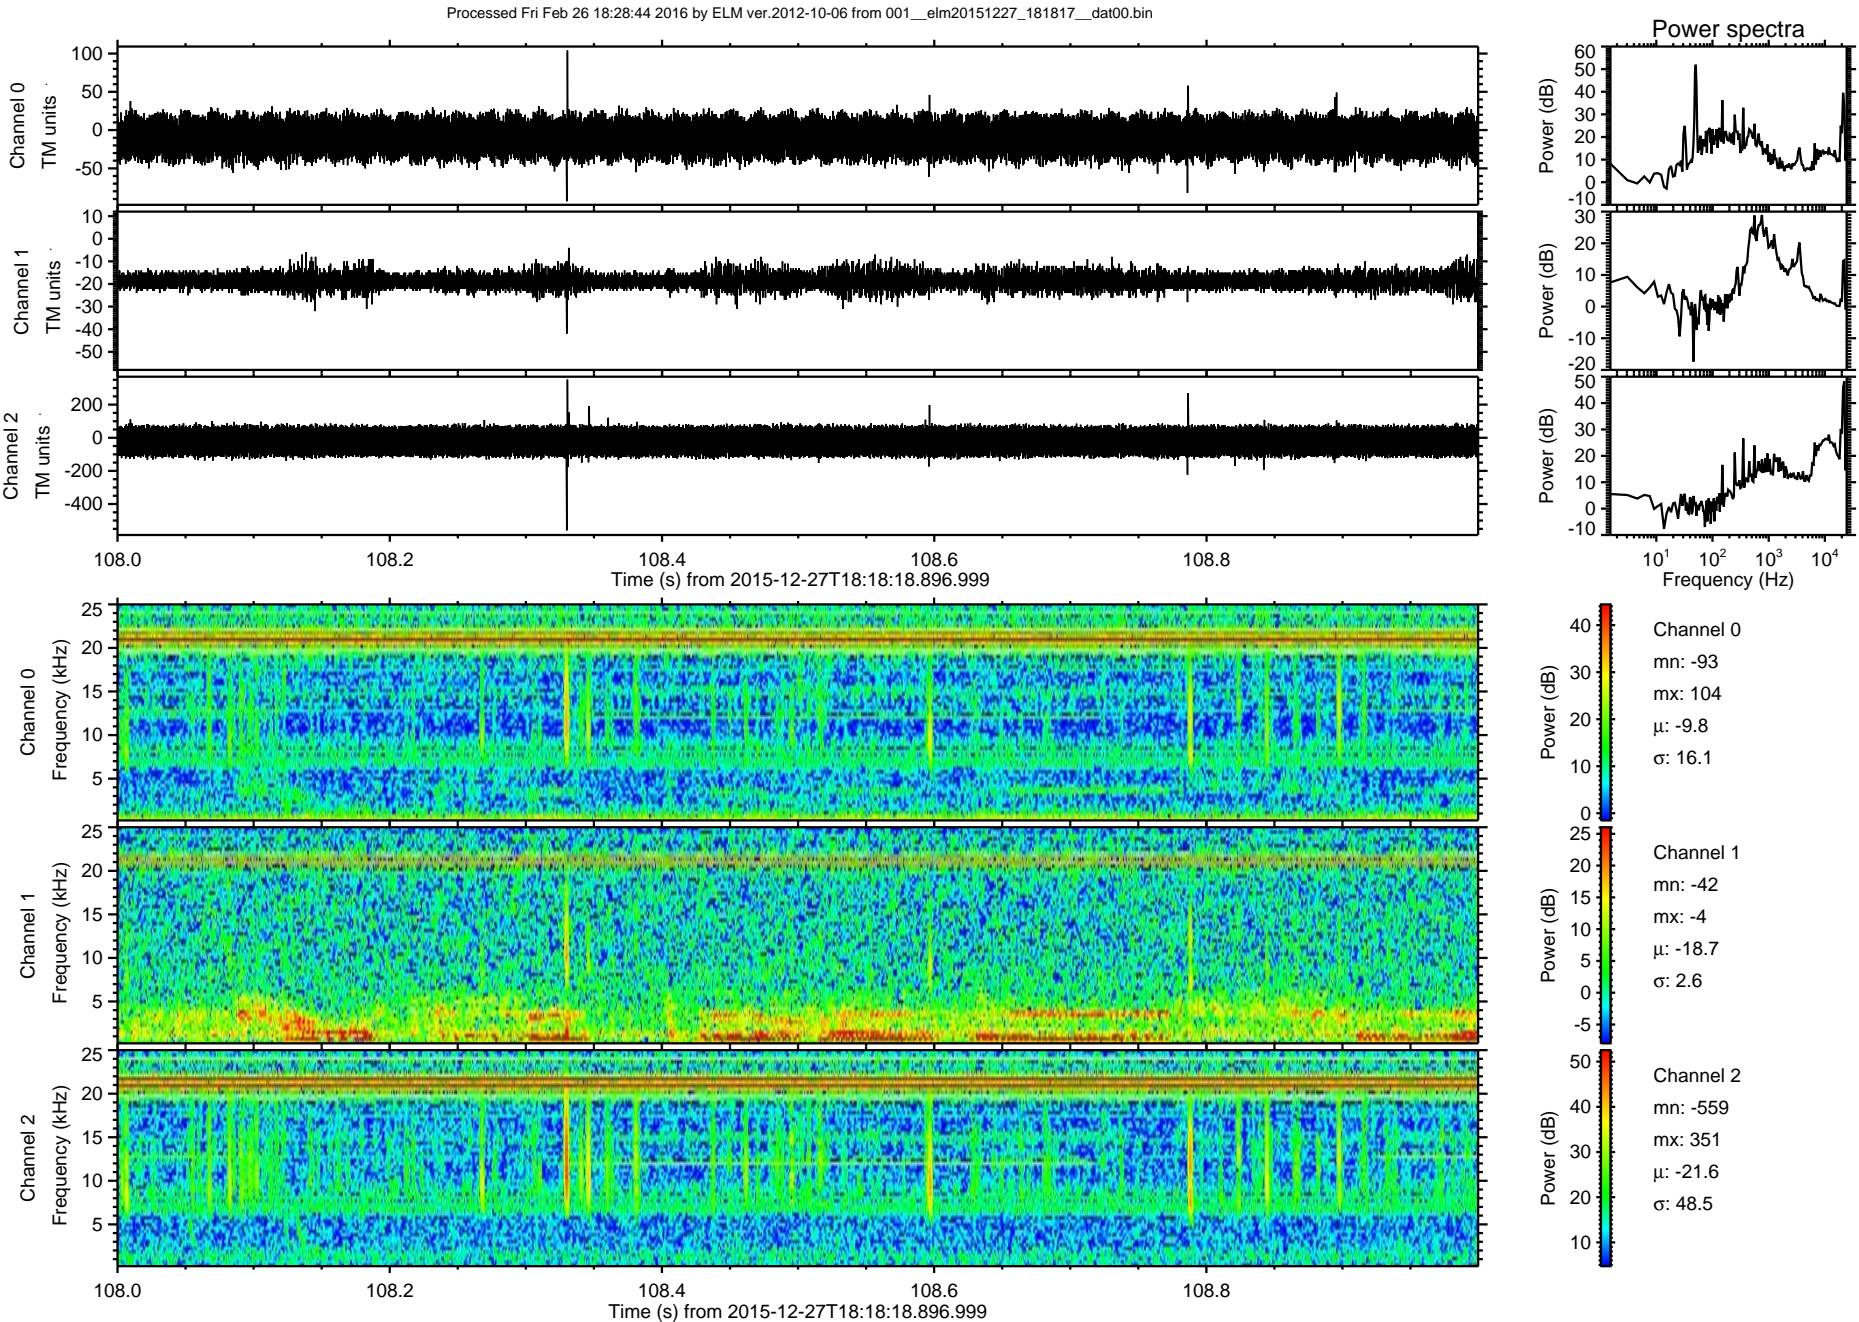 Processed Fri Feb 26 18:28:44 2016 by ELM ver.2012-10-06 from 001__elm20151227_181817__dat00.bin
Power spectra
Channel 0
TM units
100
50
0
-50
Power (dB)
60
50
40
30
20
10
0
-10
Channel 1
TM units
10
0
-10
-20
-30
-40
-50
Power (dB)
30
20
10
0
-10
-20
Channel 2
TM units
200
0
-200
-400
Power (dB)
50
40
30
20
10
0
-10
108.0 108.2 108.4 108.6 108.8
Time (s) from 2015-12-27T18:18:18.896.999
10^1 10^2 10^3 10^4
Frequency (Hz)
Channel 0
Frequency (kHz)
25
20
15
10
5
Power (dB)
40
30
20
10
0
Channel 0
mn: -93
mx: 104
μ: -9.8
σ: 16.1
Channel 1
Frequency (kHz)
25
20
15
10
5
Power (dB)
25
20
15
10
5
0
-5
Channel 1
mn: -42
mx: -4
μ: -18.7
σ: 2.6
Channel 2
Frequency (kHz)
25
20
15
10
5
Power (dB)
50
40
30
20
10
Channel 2
mn: -559
mx: 351
μ: -21.6
σ: 48.5
108.0 108.2 108.4 108.6 108.8
Time (s) from 2015-12-27T18:18:18.896.999